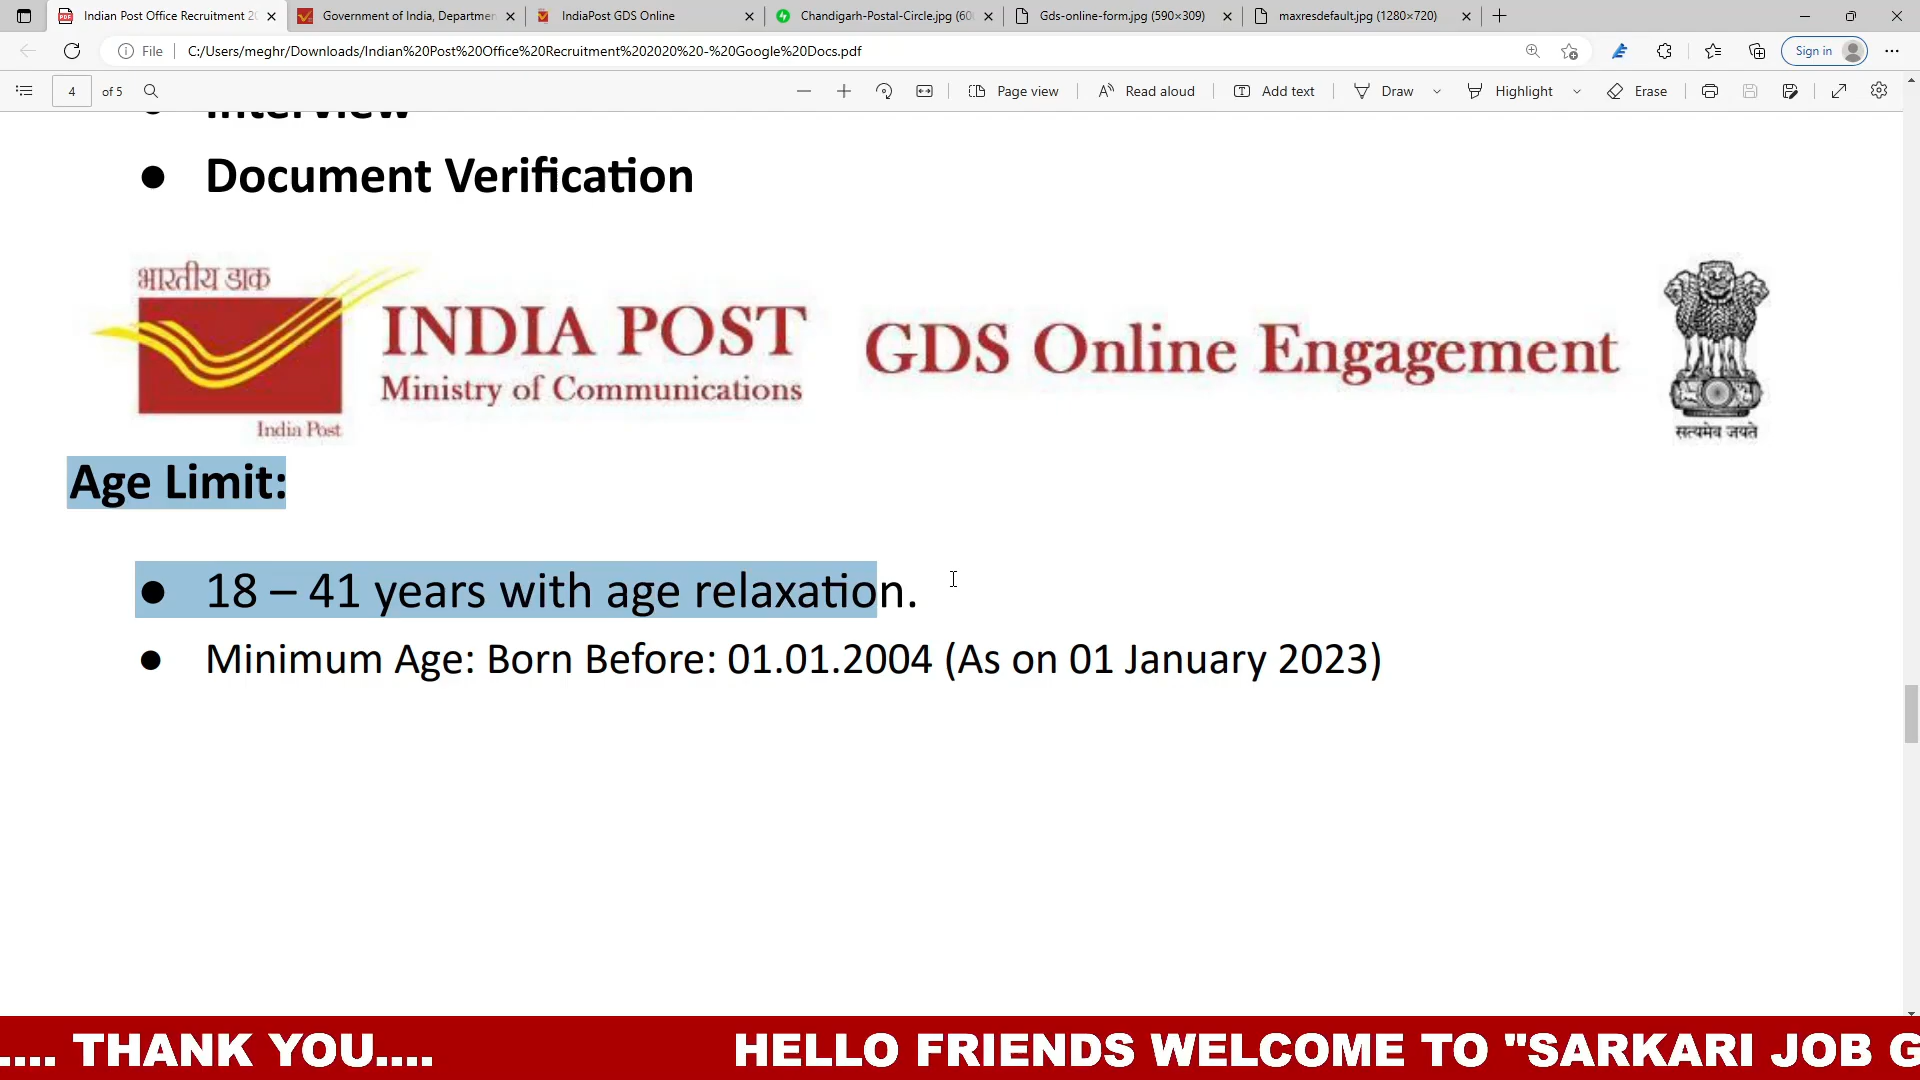 Indian Post Office Recruitment 20
Government of India, Departmen
IndiaPost GDS Online
Chandigarh-Postal-Circle.jpg (60
Gds-online-form.jpg (590×309)
maxresdefault.jpg (1280×720)
File
C:/Users/meghr/Downloads/Indian%20Post%20Office%20Recruitment%202020%20-%20Google%20Docs.pdf
Sign in
4 of 5
Page view
Read aloud
Add text
Draw
Highlight
Erase
● Interview
● Document Verification
भारतीय डाक
India Post
INDIA POST
Ministry of Communications
GDS Online Engagement
सत्यमेव जयते
Age Limit:
● 18 – 41 years with age relaxation.
● Minimum Age: Born Before: 01.01.2004 (As on 01 January 2023)
.... THANK YOU.... HELLO FRIENDS WELCOME TO "SARKARI JOB G